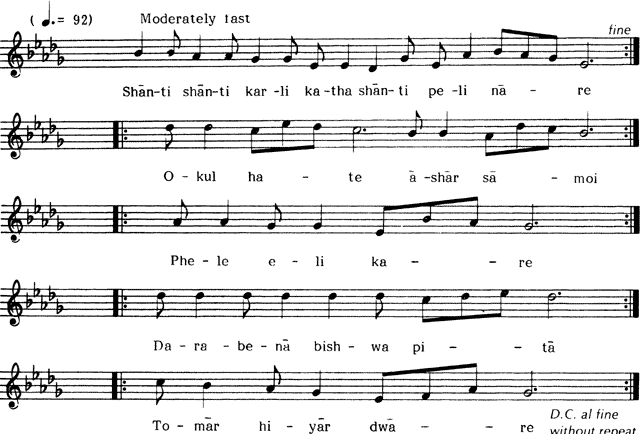 ( ♩. = 92) Moderately fast
fine
Shān-ti shān-ti kar-li ka-tha shān-ti pe-li nā - re
O - kul ha - te ā-shār sā - moi
Phe - le e - li ka - re
Da - ra - be-nā bish - wa pi - - tā
To - mār hi - yār dwā - - re
D.C. al fine
without repeat